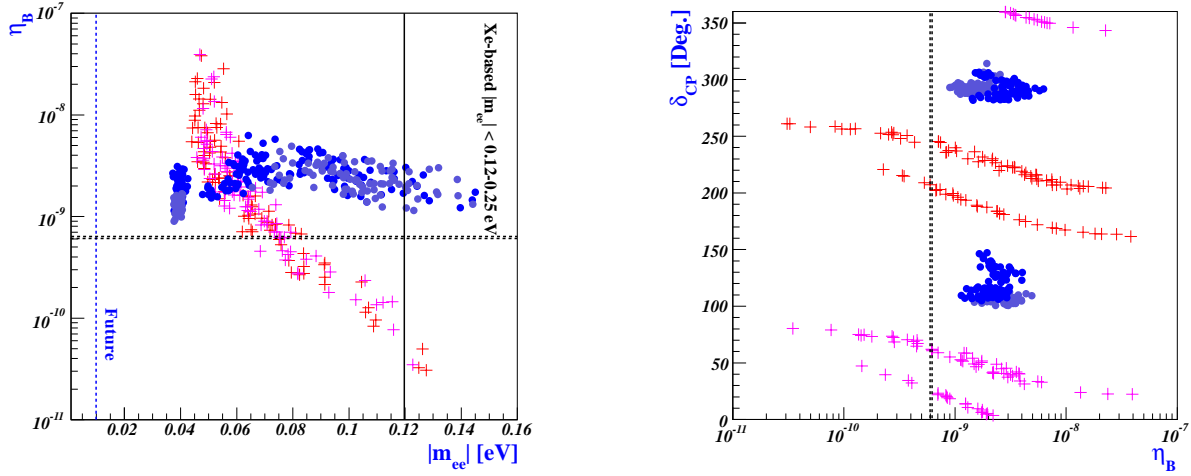 η_B
10^-7
10^-8
10^-9
10^-10
10^-11
Future
Xe-based |m_ee| < 0.12-0.25 eV
0.02 0.04 0.06 0.08 0.1 0.12 0.14 0.16
|m_ee| [eV]
δ_CP [Deg.]
350
300
250
200
150
100
50
0
10^-11 10^-10 10^-9 10^-8 10^-7
η_B